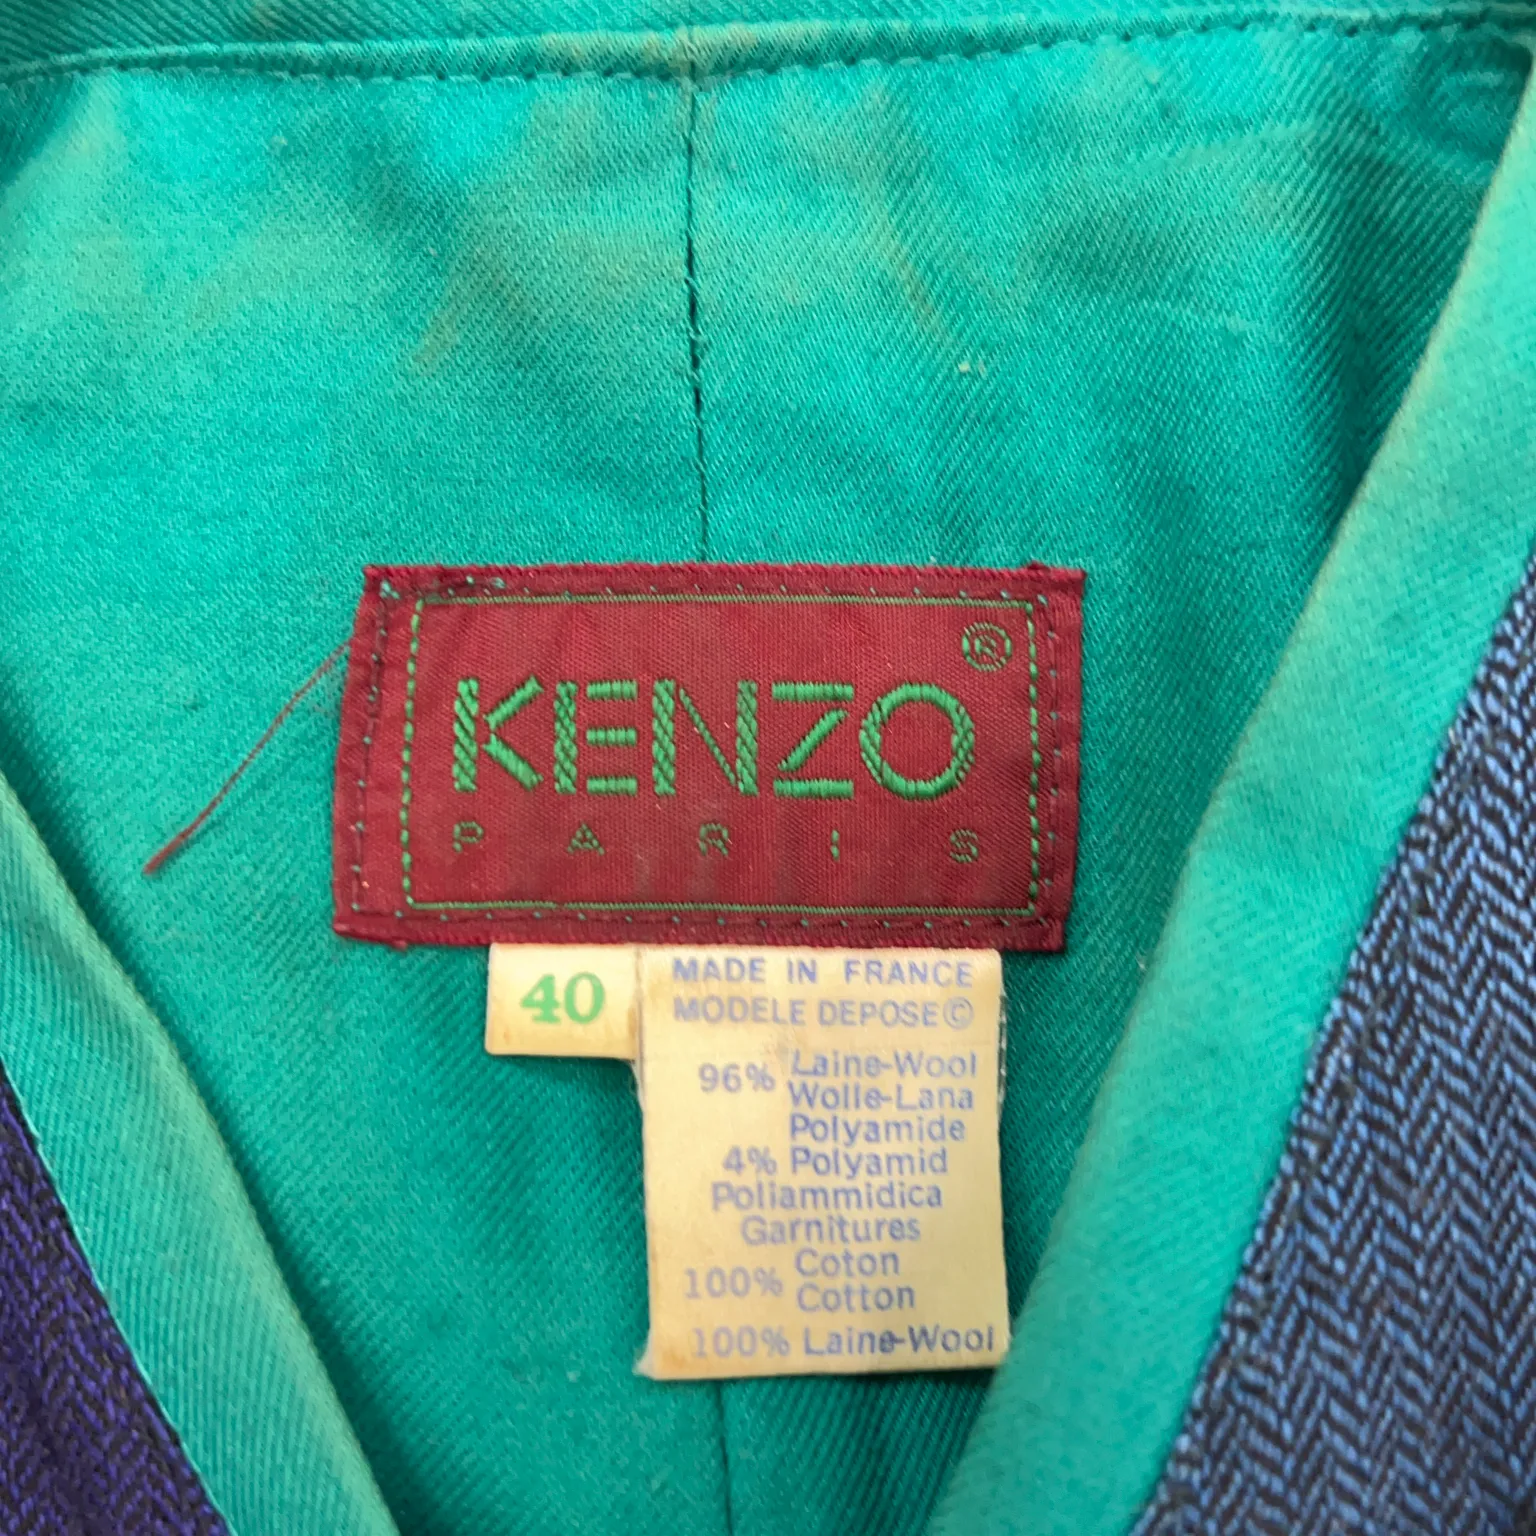 KENZO ®
PARIS
40
MADE IN FRANCE
MODELE DEPOSE©
96% Laine-Wool
Wolle-Lana
Polyamide
4% Polyamid
Poliammidica
Garnitures
Coton
100% Cotton
100% Laine-Wool